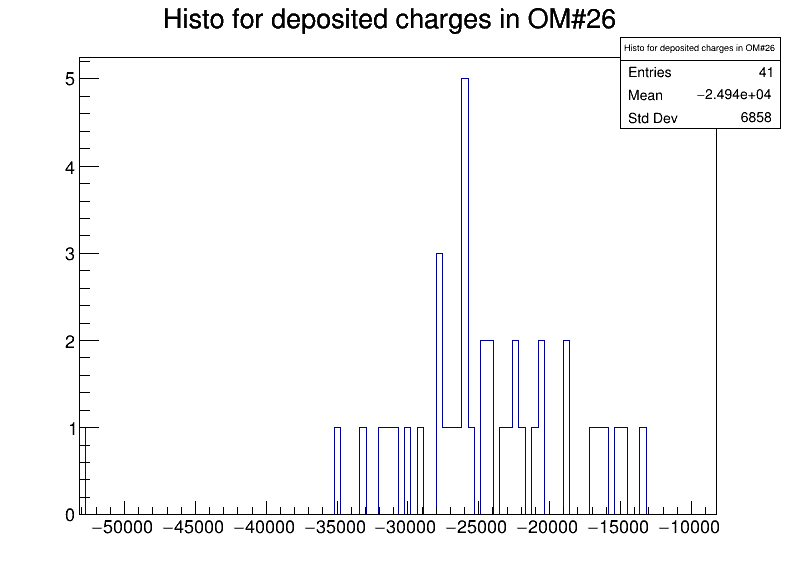 Histo for deposited charges in OM#26
Histo for deposited charges in OM#26
Entries 41
Mean −2.494e+04
Std Dev 6858
5
4
3
2
1
0
−50000 −45000 −40000 −35000 −30000 −25000 −20000 −15000 −10000